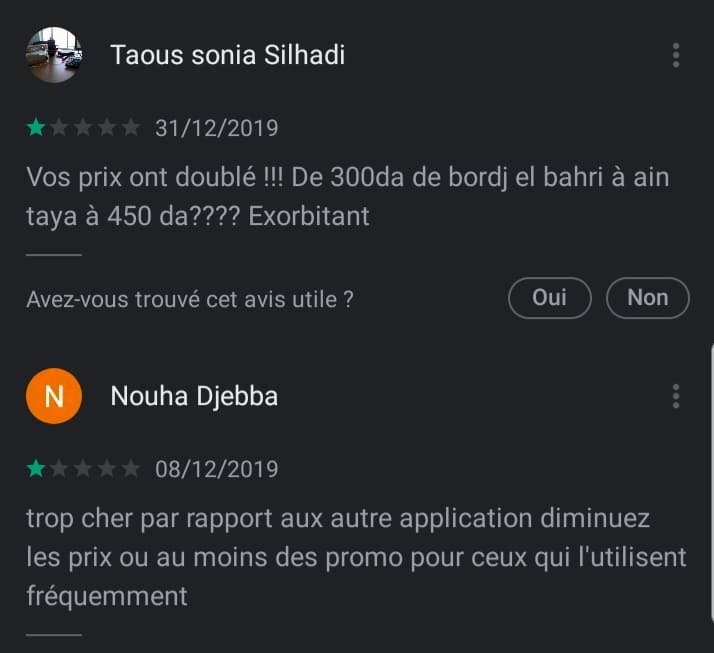 Taous sonia Silhadi
31/12/2019
Vos prix ont doublé !!! De 300da de bordj el bahri à ain
taya à 450 da???? Exorbitant
Avez-vous trouvé cet avis utile ?
Oui
Non
N
Nouha Djebba
08/12/2019
trop cher par rapport aux autre application diminuez
les prix ou au moins des promo pour ceux qui l'utilisent
fréquemment